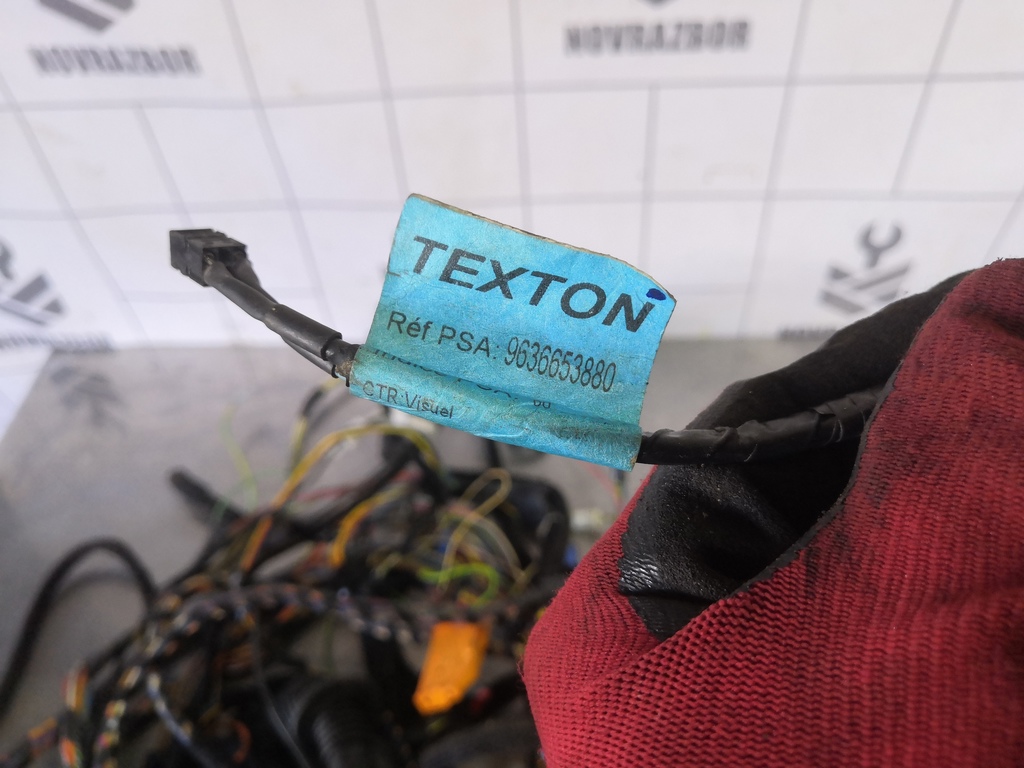 NOVRAZBOR
NOVRAZBOR
TEXTON
Réf PSA: 9636653880
CTR:Visuel